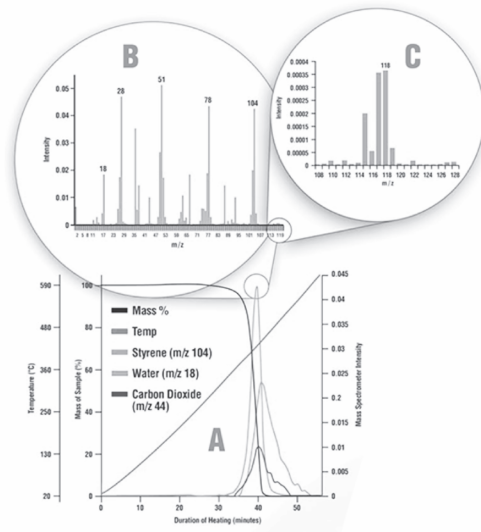 B
0.05
0.04
0.03
0.02
0.01
0
Intensity
18
28
51
78
104
m/z
C
0.0004
0.00035
0.0003
0.00025
0.0002
0.00015
0.0001
0.00005
0
Intensity
118
108 110 112 114 116 118 120 122 124 126 128
m/z
590
480
360
250
130
20
Temperature (°C)
100
80
60
40
20
0
Mass of Sample (%)
Mass %
Temp
Styrene (m/z 104)
Water (m/z 18)
Carbon Dioxide
(m/z 44)
A
0.045
0.04
0.035
0.03
0.025
0.02
0.015
0.01
0.005
0
Mass Spectrometer Intensity
0 10 20 30 40 50
Duration of Heating (minutes)